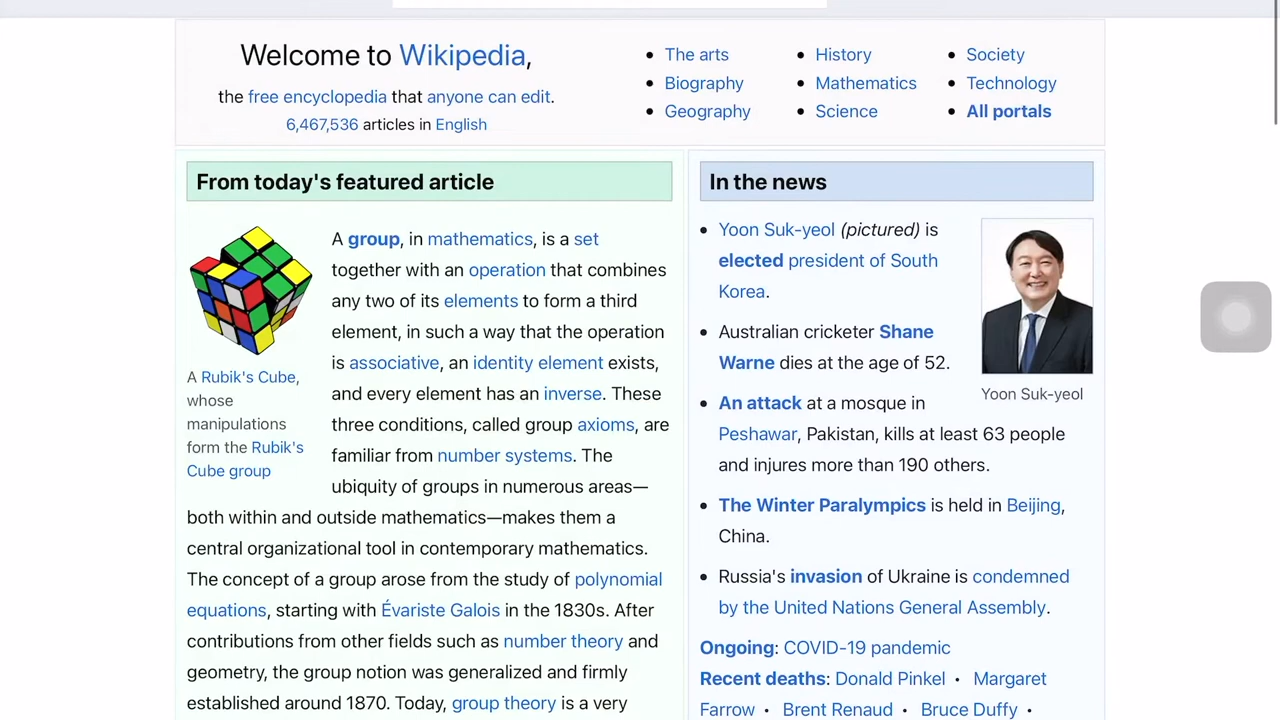 Welcome to Wikipedia,
the free encyclopedia that anyone can edit.
6,467,536 articles in English
The arts
Biography
Geography
History
Mathematics
Science
Society
Technology
All portals
From today's featured article
A Rubik's Cube,
whose
manipulations
form the Rubik's
Cube group
A group, in mathematics, is a set
together with an operation that combines
any two of its elements to form a third
element, in such a way that the operation
is associative, an identity element exists,
and every element has an inverse. These
three conditions, called group axioms, are
familiar from number systems. The
ubiquity of groups in numerous areas—
both within and outside mathematics—makes them a
central organizational tool in contemporary mathematics.
The concept of a group arose from the study of polynomial
equations, starting with Évariste Galois in the 1830s. After
contributions from other fields such as number theory and
geometry, the group notion was generalized and firmly
established around 1870. Today, group theory is a very
In the news
Yoon Suk-yeol (pictured) is
elected president of South
Korea.
Yoon Suk-yeol
Australian cricketer Shane
Warne dies at the age of 52.
An attack at a mosque in
Peshawar, Pakistan, kills at least 63 people
and injures more than 190 others.
The Winter Paralympics is held in Beijing,
China.
Russia's invasion of Ukraine is condemned
by the United Nations General Assembly.
Ongoing: COVID-19 pandemic
Recent deaths: Donald Pinkel • Margaret
Farrow • Brent Renaud • Bruce Duffy •